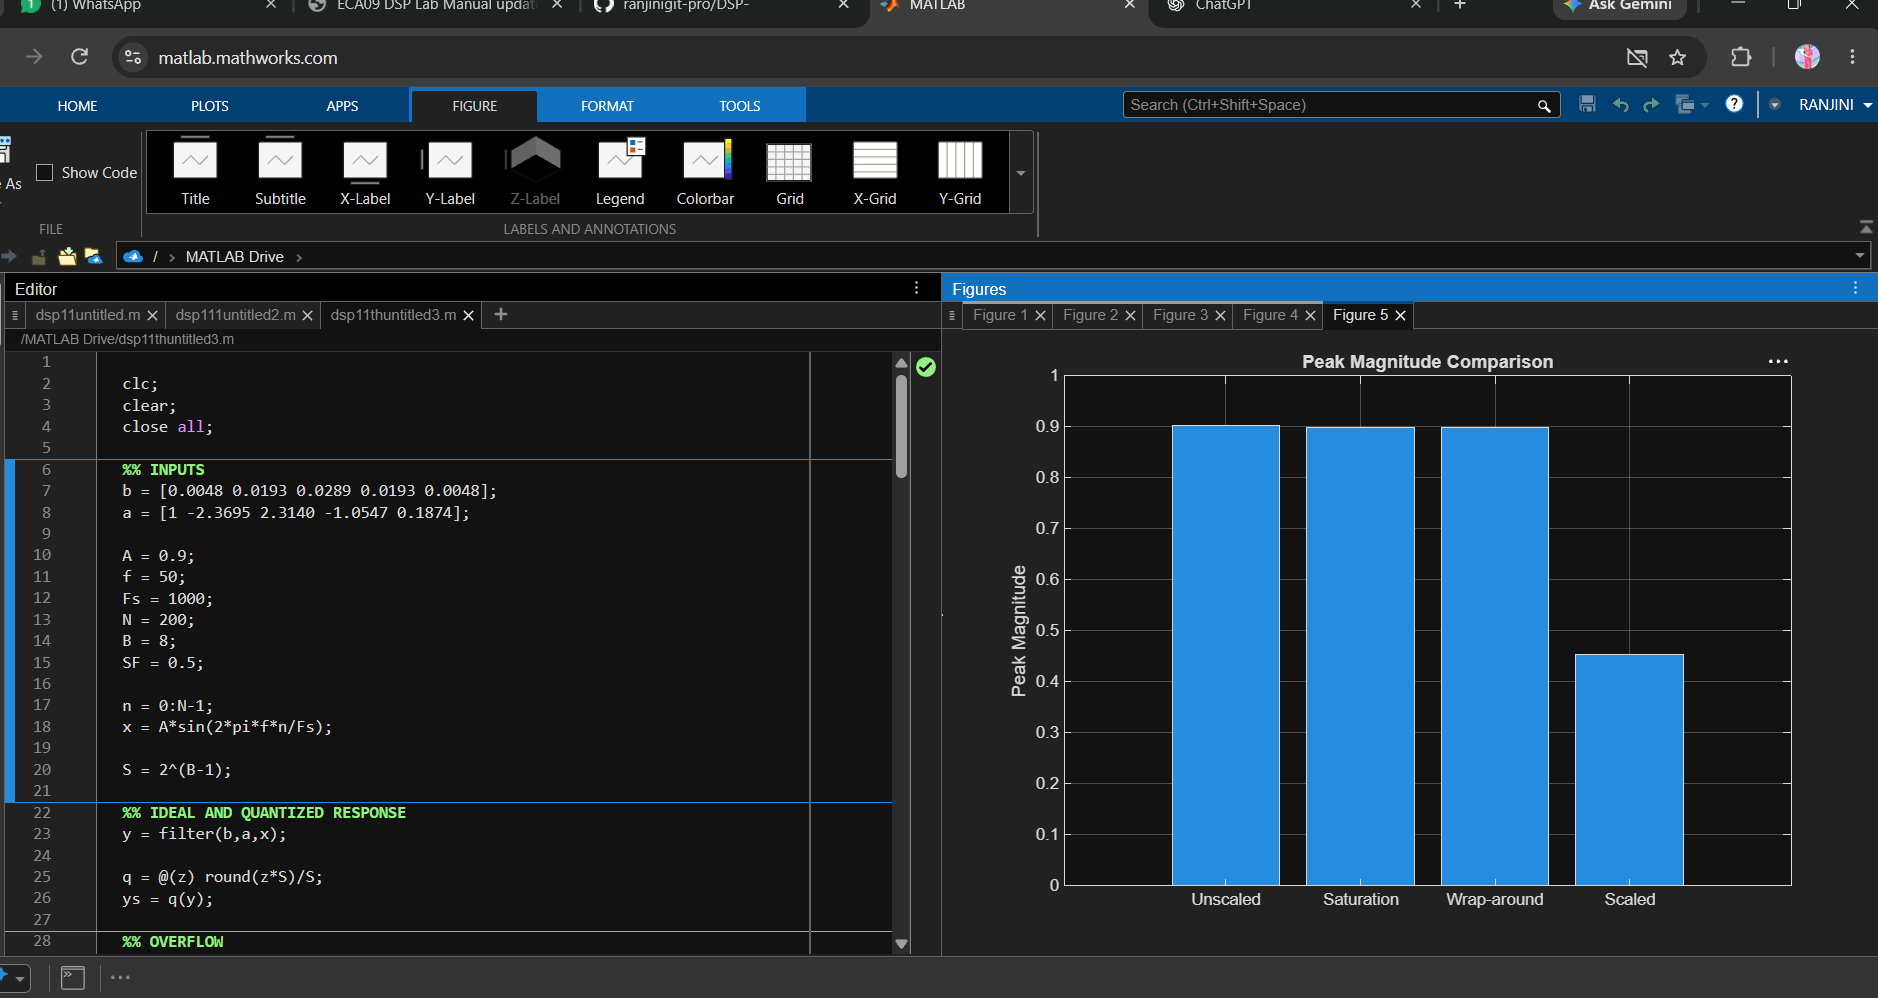 (1) WhatsApp
ECA09 DSP Lab Manual updat
ranjinigit-pro/DSP-
MATLAB
ChatGPT
Ask Gemini
matlab.mathworks.com
HOME
PLOTS
APPS
FIGURE
FORMAT
TOOLS
Search (Ctrl+Shift+Space)
RANJINI
As
Show Code
Title
Subtitle
X-Label
Y-Label
Z-Label
Legend
Colorbar
Grid
X-Grid
Y-Grid
FILE
LABELS AND ANNOTATIONS
/ › MATLAB Drive ›
Editor
dsp11untitled.m
dsp111untitled2.m
dsp11thuntitled3.m
/MATLAB Drive/dsp11thuntitled3.m
1
2 clc;
3 clear;
4 close all;
5
6 %% INPUTS
7 b = [0.0048 0.0193 0.0289 0.0193 0.0048];
8 a = [1 -2.3695 2.3140 -1.0547 0.1874];
9
10 A = 0.9;
11 f = 50;
12 Fs = 1000;
13 N = 200;
14 B = 8;
15 SF = 0.5;
16
17 n = 0:N-1;
18 x = A*sin(2*pi*f*n/Fs);
19
20 S = 2^(B-1);
21
22 %% IDEAL AND QUANTIZED RESPONSE
23 y = filter(b,a,x);
24
25 q = @(z) round(z*S)/S;
26 ys = q(y);
27
28 %% OVERFLOW
Figures
Figure 1
Figure 2
Figure 3
Figure 4
Figure 5
Peak Magnitude Comparison
Peak Magnitude
1
0.9
0.8
0.7
0.6
0.5
0.4
0.3
0.2
0.1
0
Unscaled
Saturation
Wrap-around
Scaled